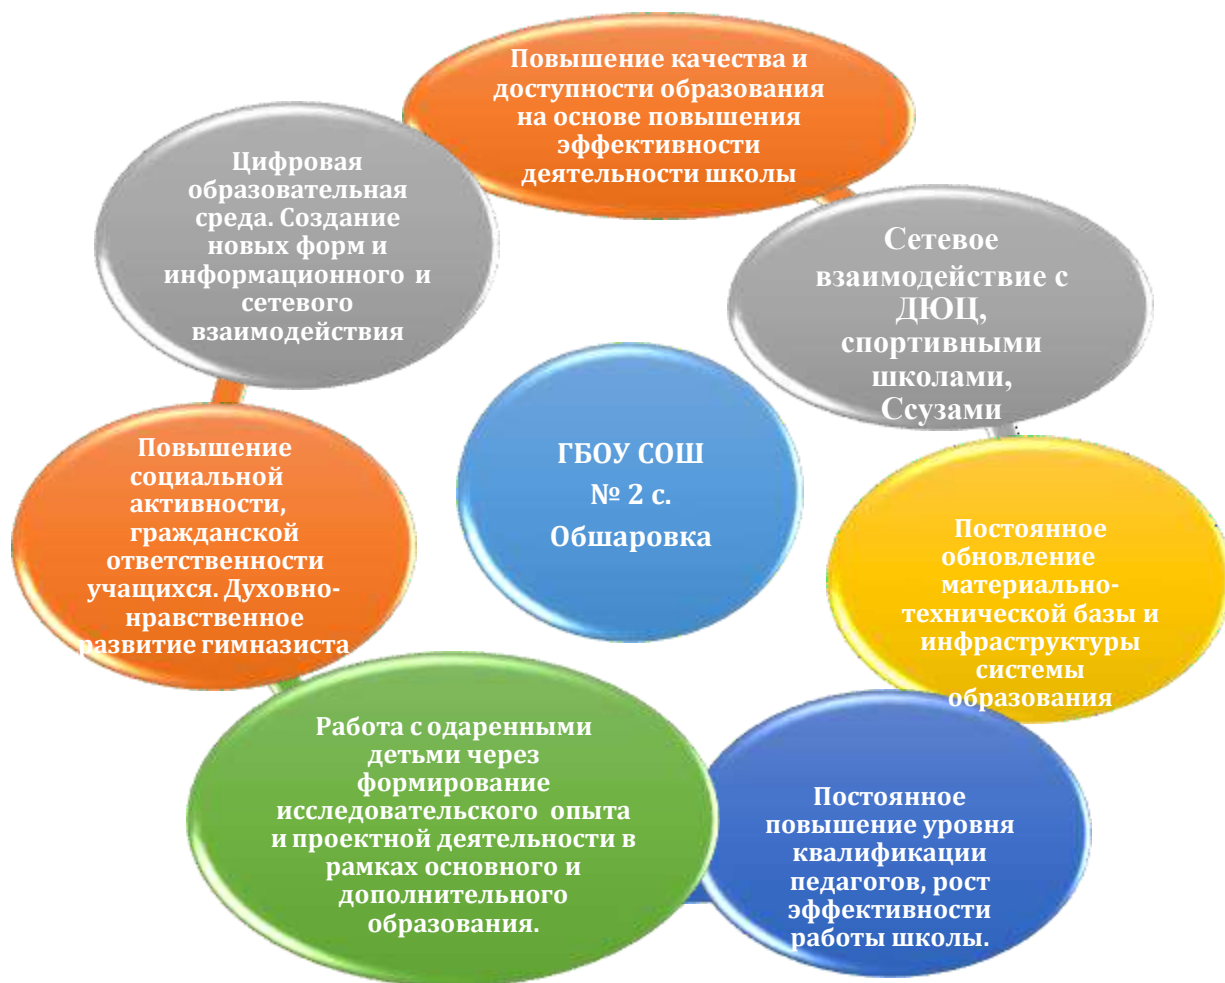 Повышение качества и
доступности образования
на основе повышения
эффективности
деятельности школы
Цифровая
образовательная
среда. Создание
новых форм и
информационного и
сетевого
взаимодействия
Сетевое
взаимодействие с
ДЮЦ,
спортивными
школами,
Ссузами
ГБОУ СОШ
№ 2 с.
Обшаровка
Повышение
социальной
активности,
гражданской
ответственности
учащихся. Духовно-
нравственное
развитие гимназиста
Постоянное
обновление
материально-
технической базы и
инфраструктуры
системы
образования
Работа с одаренными
детьми через
формирование
исследовательского опыта
и проектной деятельности в
рамках основного и
дополнительного
образования.
Постоянное
повышение уровня
квалификации
педагогов, рост
эффективности
работы школы.